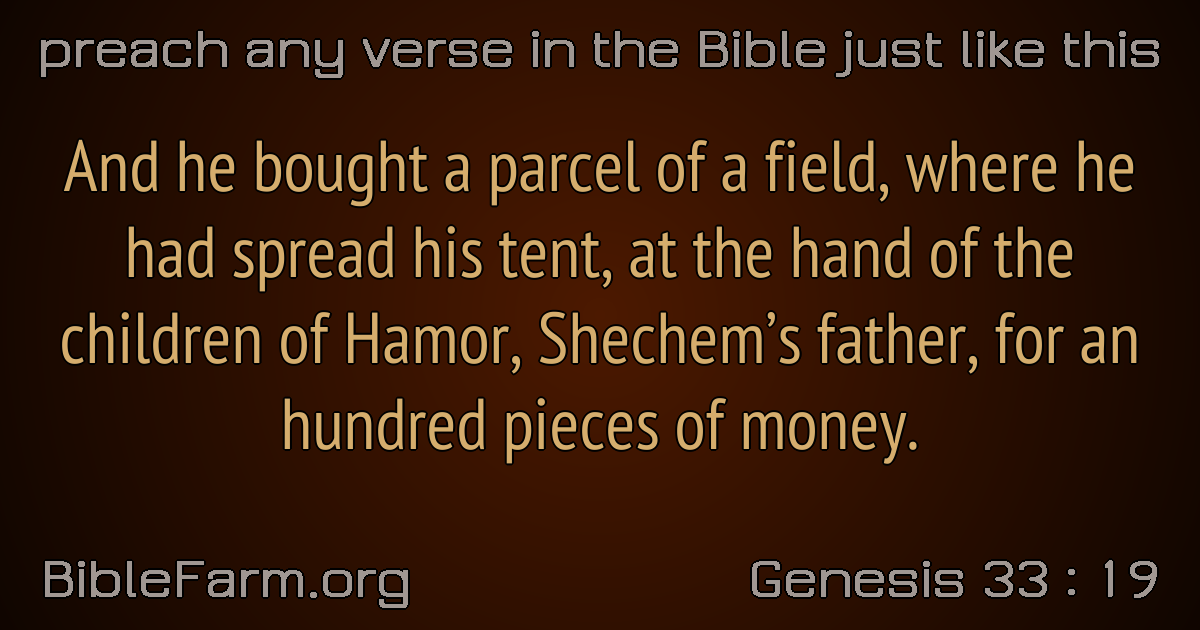 preach any verse in the Bible just like this
And he bought a parcel of a field, where he
had spread his tent, at the hand of the
children of Hamor, Shechem’s father, for an
hundred pieces of money.
BibleFarm.org
Genesis 33 : 19